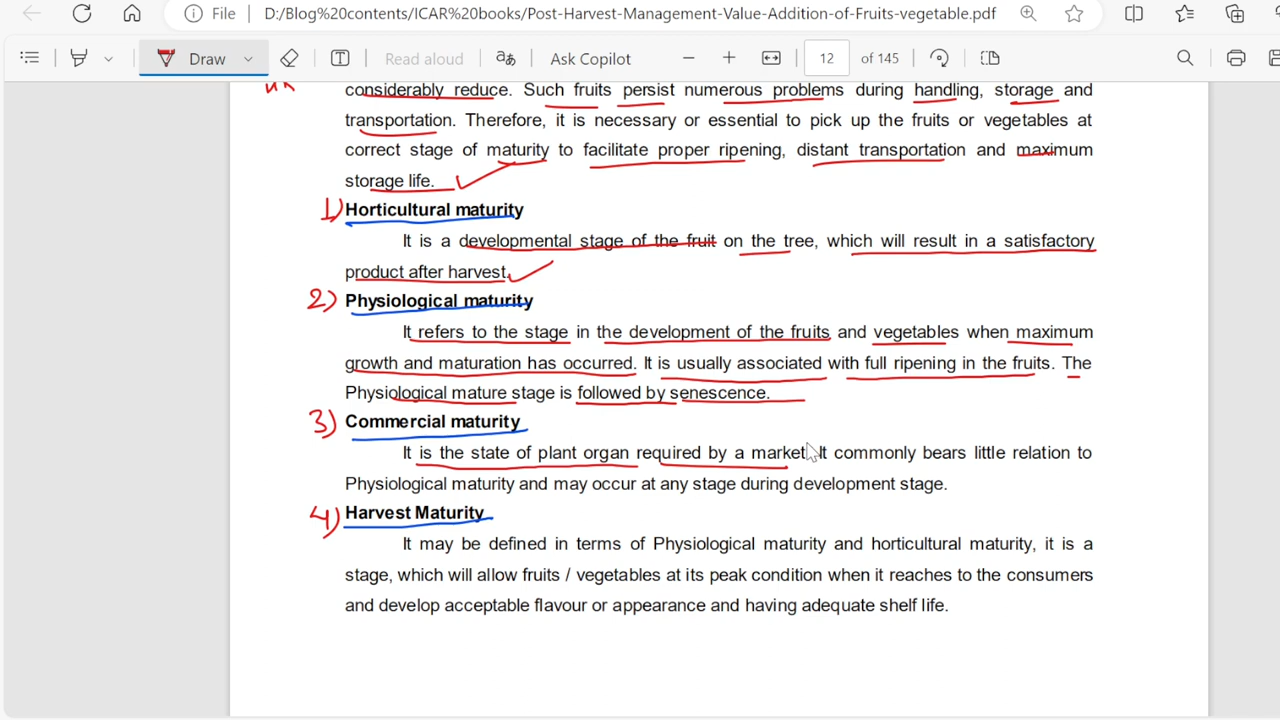 File D:/Blog%20contents/ICAR%20books/Post-Harvest-Management-Value-Addition-of-Fruits-vegetable.pdf
Draw Read aloud aあ Ask Copilot 12 of 145
considerably reduce. Such fruits persist numerous problems during handling, storage and
transportation. Therefore, it is necessary or essential to pick up the fruits or vegetables at
correct stage of maturity to facilitate proper ripening, distant transportation and maximum
storage life.
1) Horticultural maturity
It is a developmental stage of the fruit on the tree, which will result in a satisfactory
product after harvest.
2) Physiological maturity
It refers to the stage in the development of the fruits and vegetables when maximum
growth and maturation has occurred. It is usually associated with full ripening in the fruits. The
Physiological mature stage is followed by senescence.
3) Commercial maturity
It is the state of plant organ required by a market. It commonly bears little relation to
Physiological maturity and may occur at any stage during development stage.
4) Harvest Maturity
It may be defined in terms of Physiological maturity and horticultural maturity, it is a
stage, which will allow fruits / vegetables at its peak condition when it reaches to the consumers
and develop acceptable flavour or appearance and having adequate shelf life.